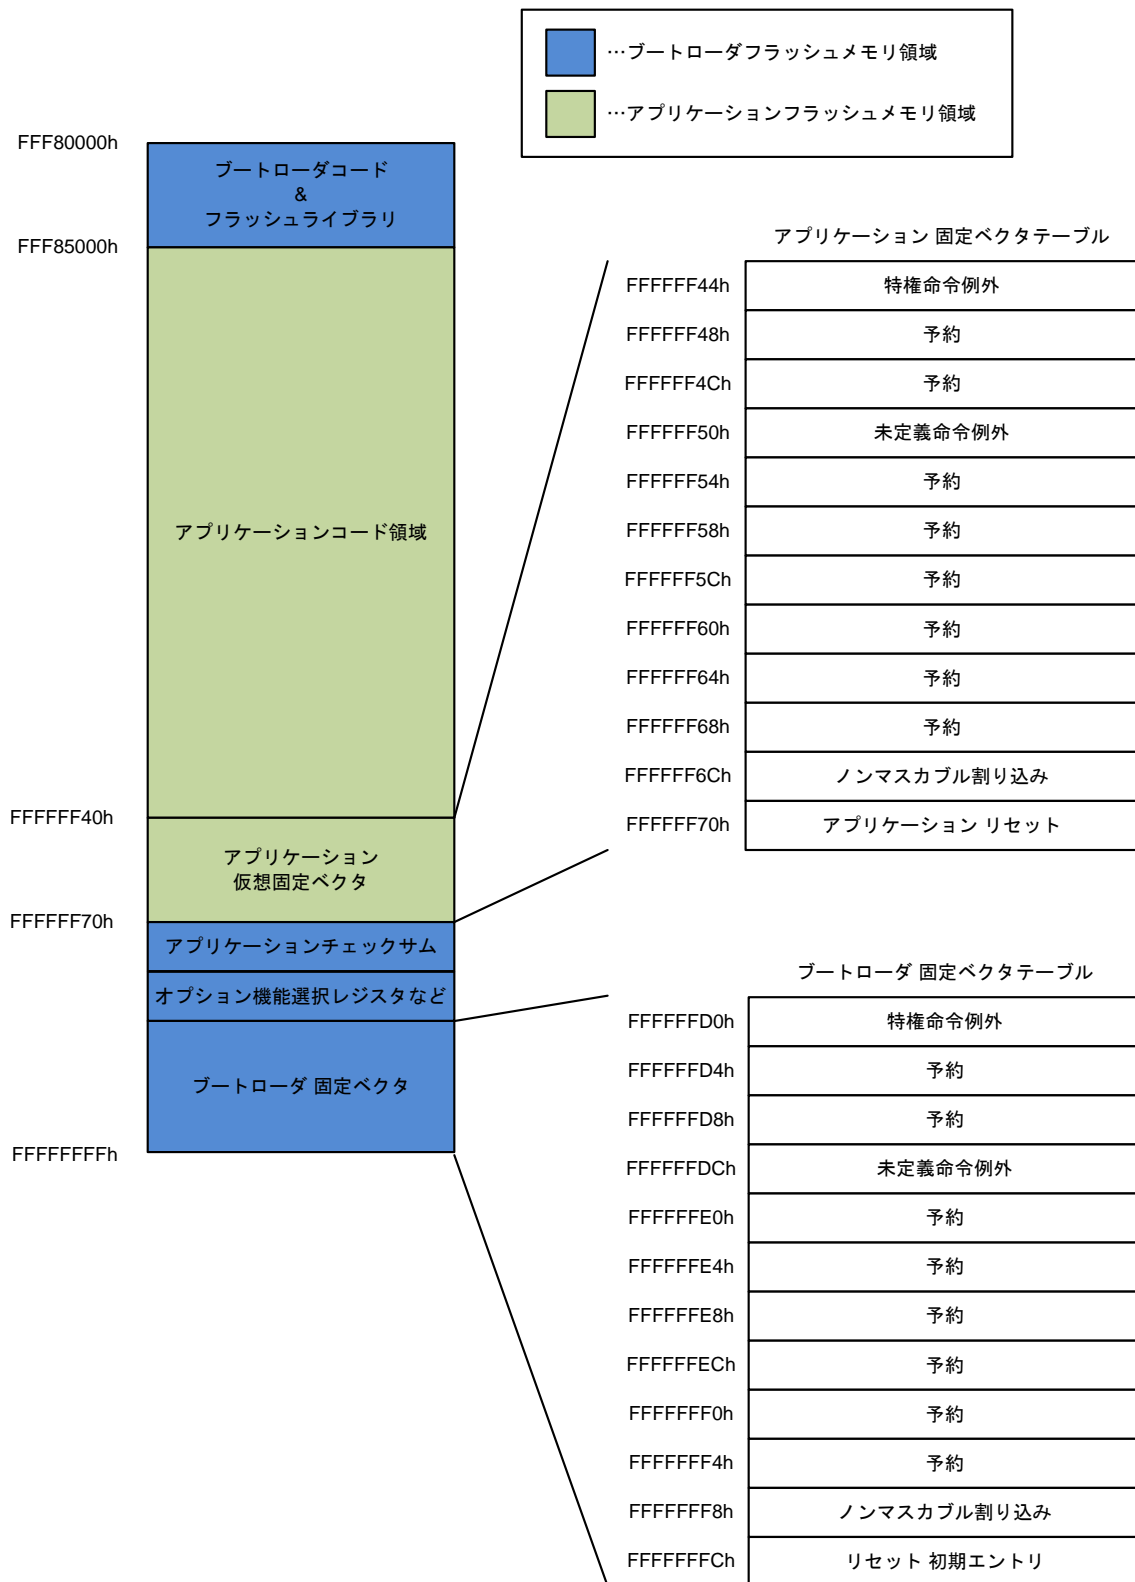 …ブートローダフラッシュメモリ領域
…アプリケーションフラッシュメモリ領域
FFF80000h
ブートローダコード
&
フラッシュライブラリ
FFF85000h
アプリケーションコード領域
FFFFFF40h
アプリケーション
仮想固定ベクタ
FFFFFF70h
アプリケーションチェックサム
オプション機能選択レジスタなど
ブートローダ 固定ベクタ
FFFFFFFFh
アプリケーション 固定ベクタテーブル
FFFFFF44h 特権命令例外
FFFFFF48h 予約
FFFFFF4Ch 予約
FFFFFF50h 未定義命令例外
FFFFFF54h 予約
FFFFFF58h 予約
FFFFFF5Ch 予約
FFFFFF60h 予約
FFFFFF64h 予約
FFFFFF68h 予約
FFFFFF6Ch ノンマスカブル割り込み
FFFFFF70h アプリケーション リセット
ブートローダ 固定ベクタテーブル
FFFFFFD0h 特権命令例外
FFFFFFD4h 予約
FFFFFFD8h 予約
FFFFFFDCh 未定義命令例外
FFFFFFE0h 予約
FFFFFFE4h 予約
FFFFFFE8h 予約
FFFFFFECh 予約
FFFFFFF0h 予約
FFFFFFF4h 予約
FFFFFFF8h ノンマスカブル割り込み
FFFFFFFCh リセット 初期エントリ